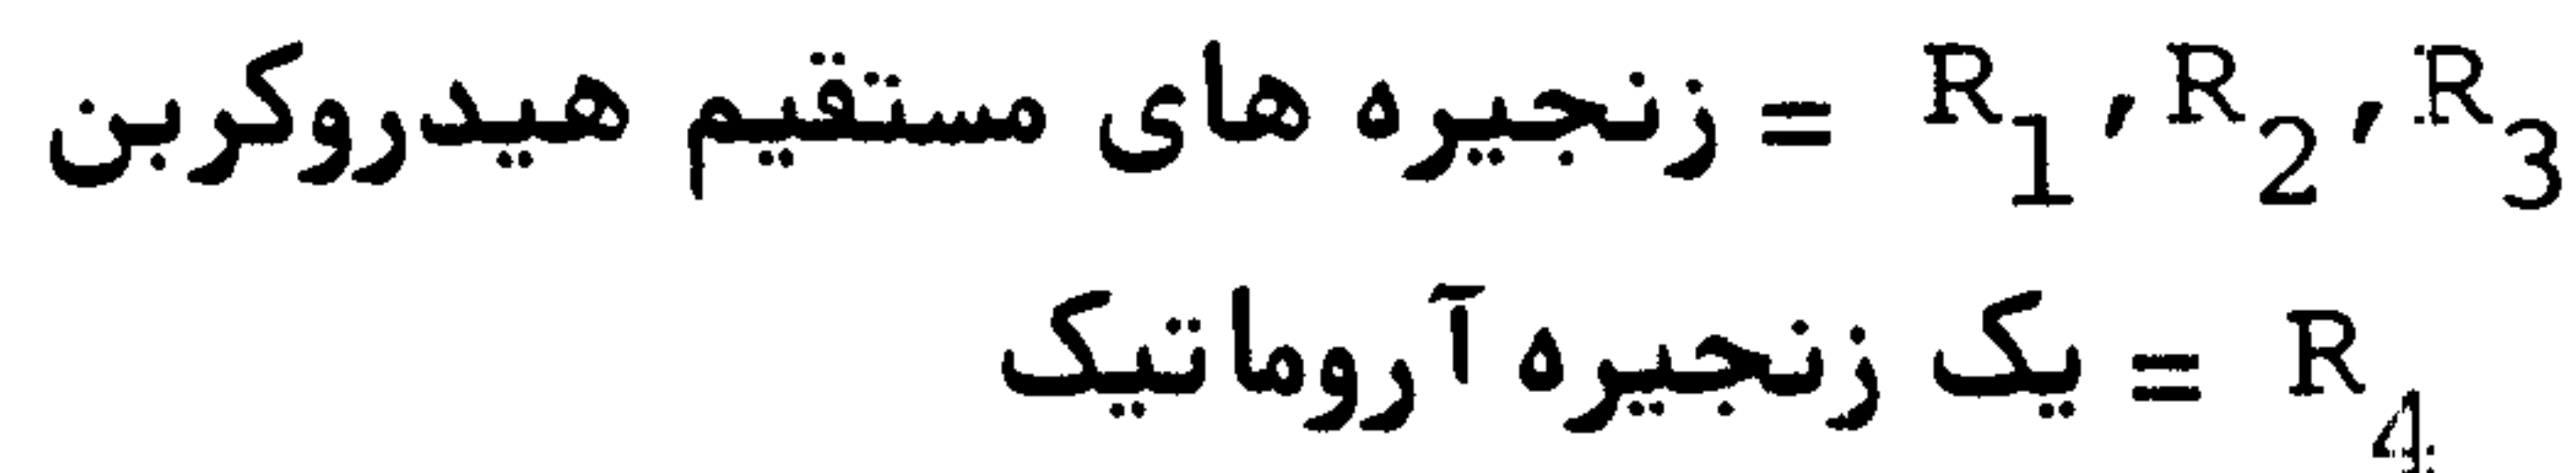 R₁,R₂,R₃ = زنجیره های مستقیم هیدروکربن
R₄ = یک زنجیره آروماتیک